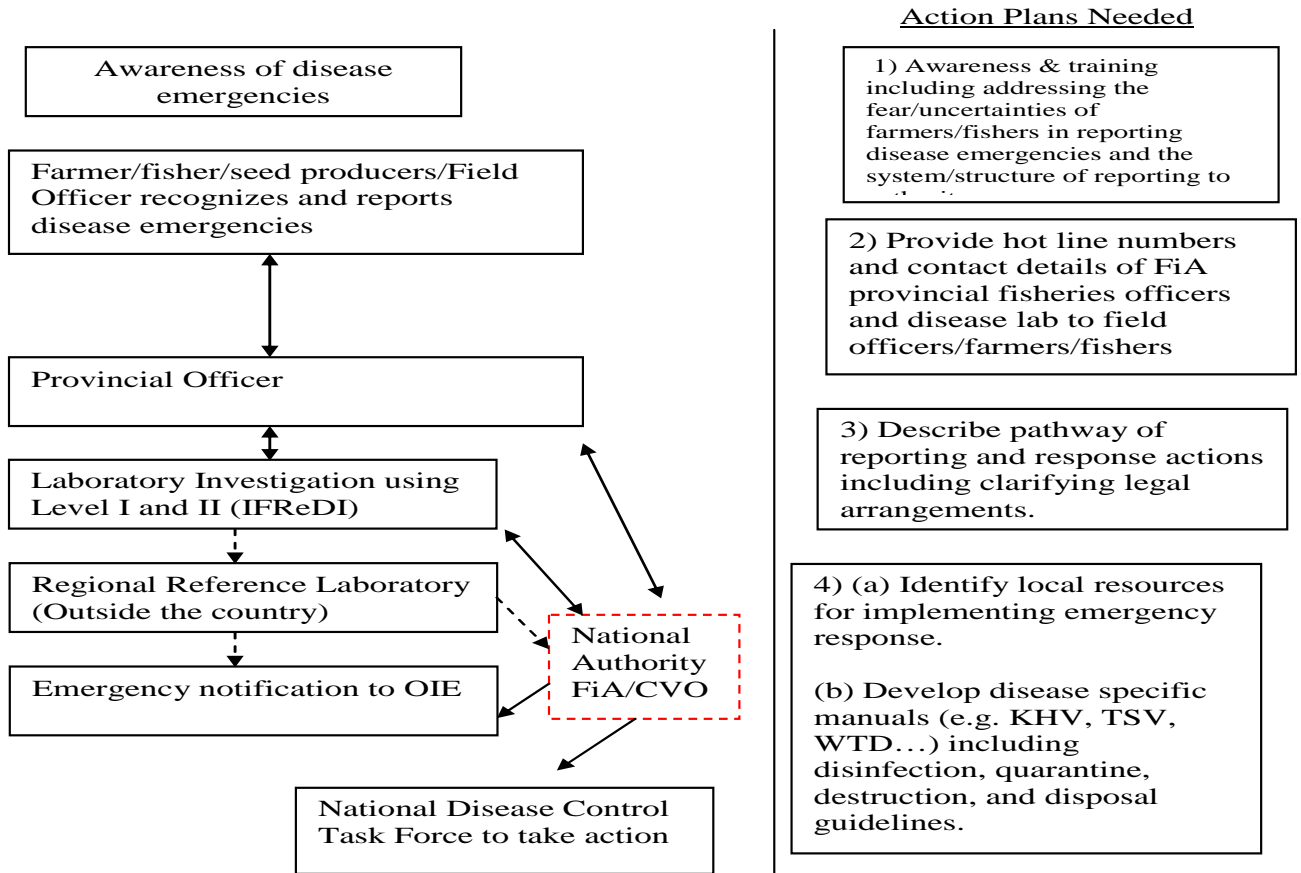 Action Plans Needed
Awareness of disease
emergencies
Farmer/fisher/seed producers/Field
Officer recognizes and reports
disease emergencies
Provincial Officer
Laboratory Investigation using
Level I and II (IFReDI)
Regional Reference Laboratory
(Outside the country)
Emergency notification to OIE
National
Authority
FiA/CVO
National Disease Control
Task Force to take action
1) Awareness & training
including addressing the
fear/uncertainties of
farmers/fishers in reporting
disease emergencies and the
system/structure of reporting to
2) Provide hot line numbers
and contact details of FiA
provincial fisheries officers
and disease lab to field
officers/farmers/fishers
3) Describe pathway of
reporting and response actions
including clarifying legal
arrangements.
4) (a) Identify local resources
for implementing emergency
response.
(b) Develop disease specific
manuals (e.g. KHV, TSV,
WTD…) including
disinfection, quarantine,
destruction, and disposal
guidelines.